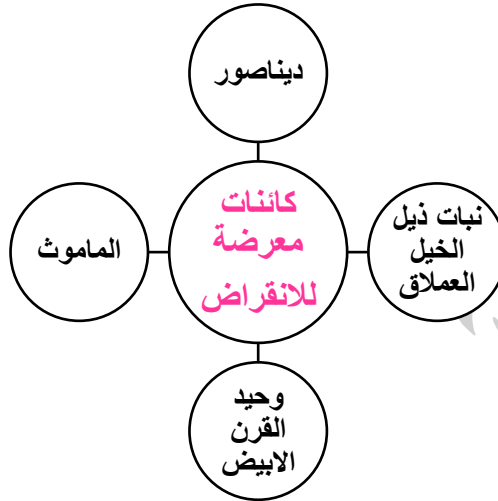 ديناصور
كائنات
معرضة
للانقراض
نبات ذيل
الخيل
العملاق
الماموث
وحيد
القرن
الابيض